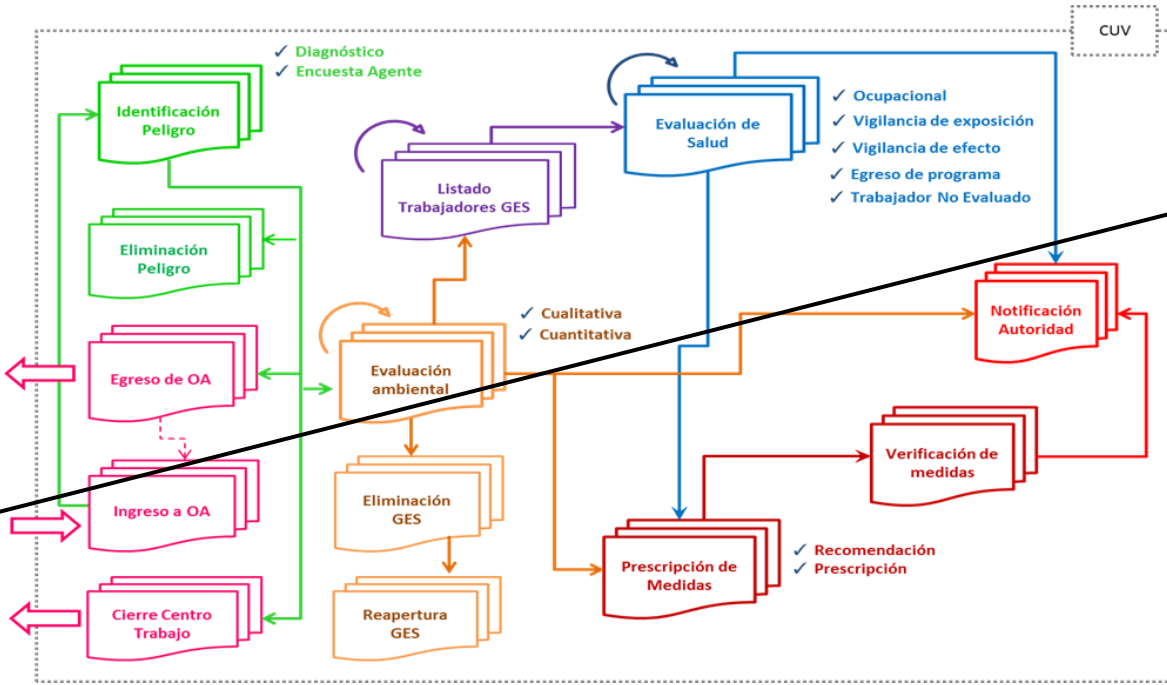 CUV
Diagnóstico
Encuesta Agente
Identificación
Peligro
Evaluación de
Salud
Ocupacional
Vigilancia de exposición
Vigilancia de efecto
Egreso de programa
Trabajador No Evaluado
Listado
Trabajadores GES
Eliminación
Peligro
Cualitativa
Cuantitativa
Notificación
Autoridad
Egreso de OA
Evaluación
ambiental
Verificación de
medidas
Ingreso a OA
Eliminación
GES
Recomendación
Prescripción
Prescripción de
Medidas
Cierre Centro
Trabajo
Reapertura
GES